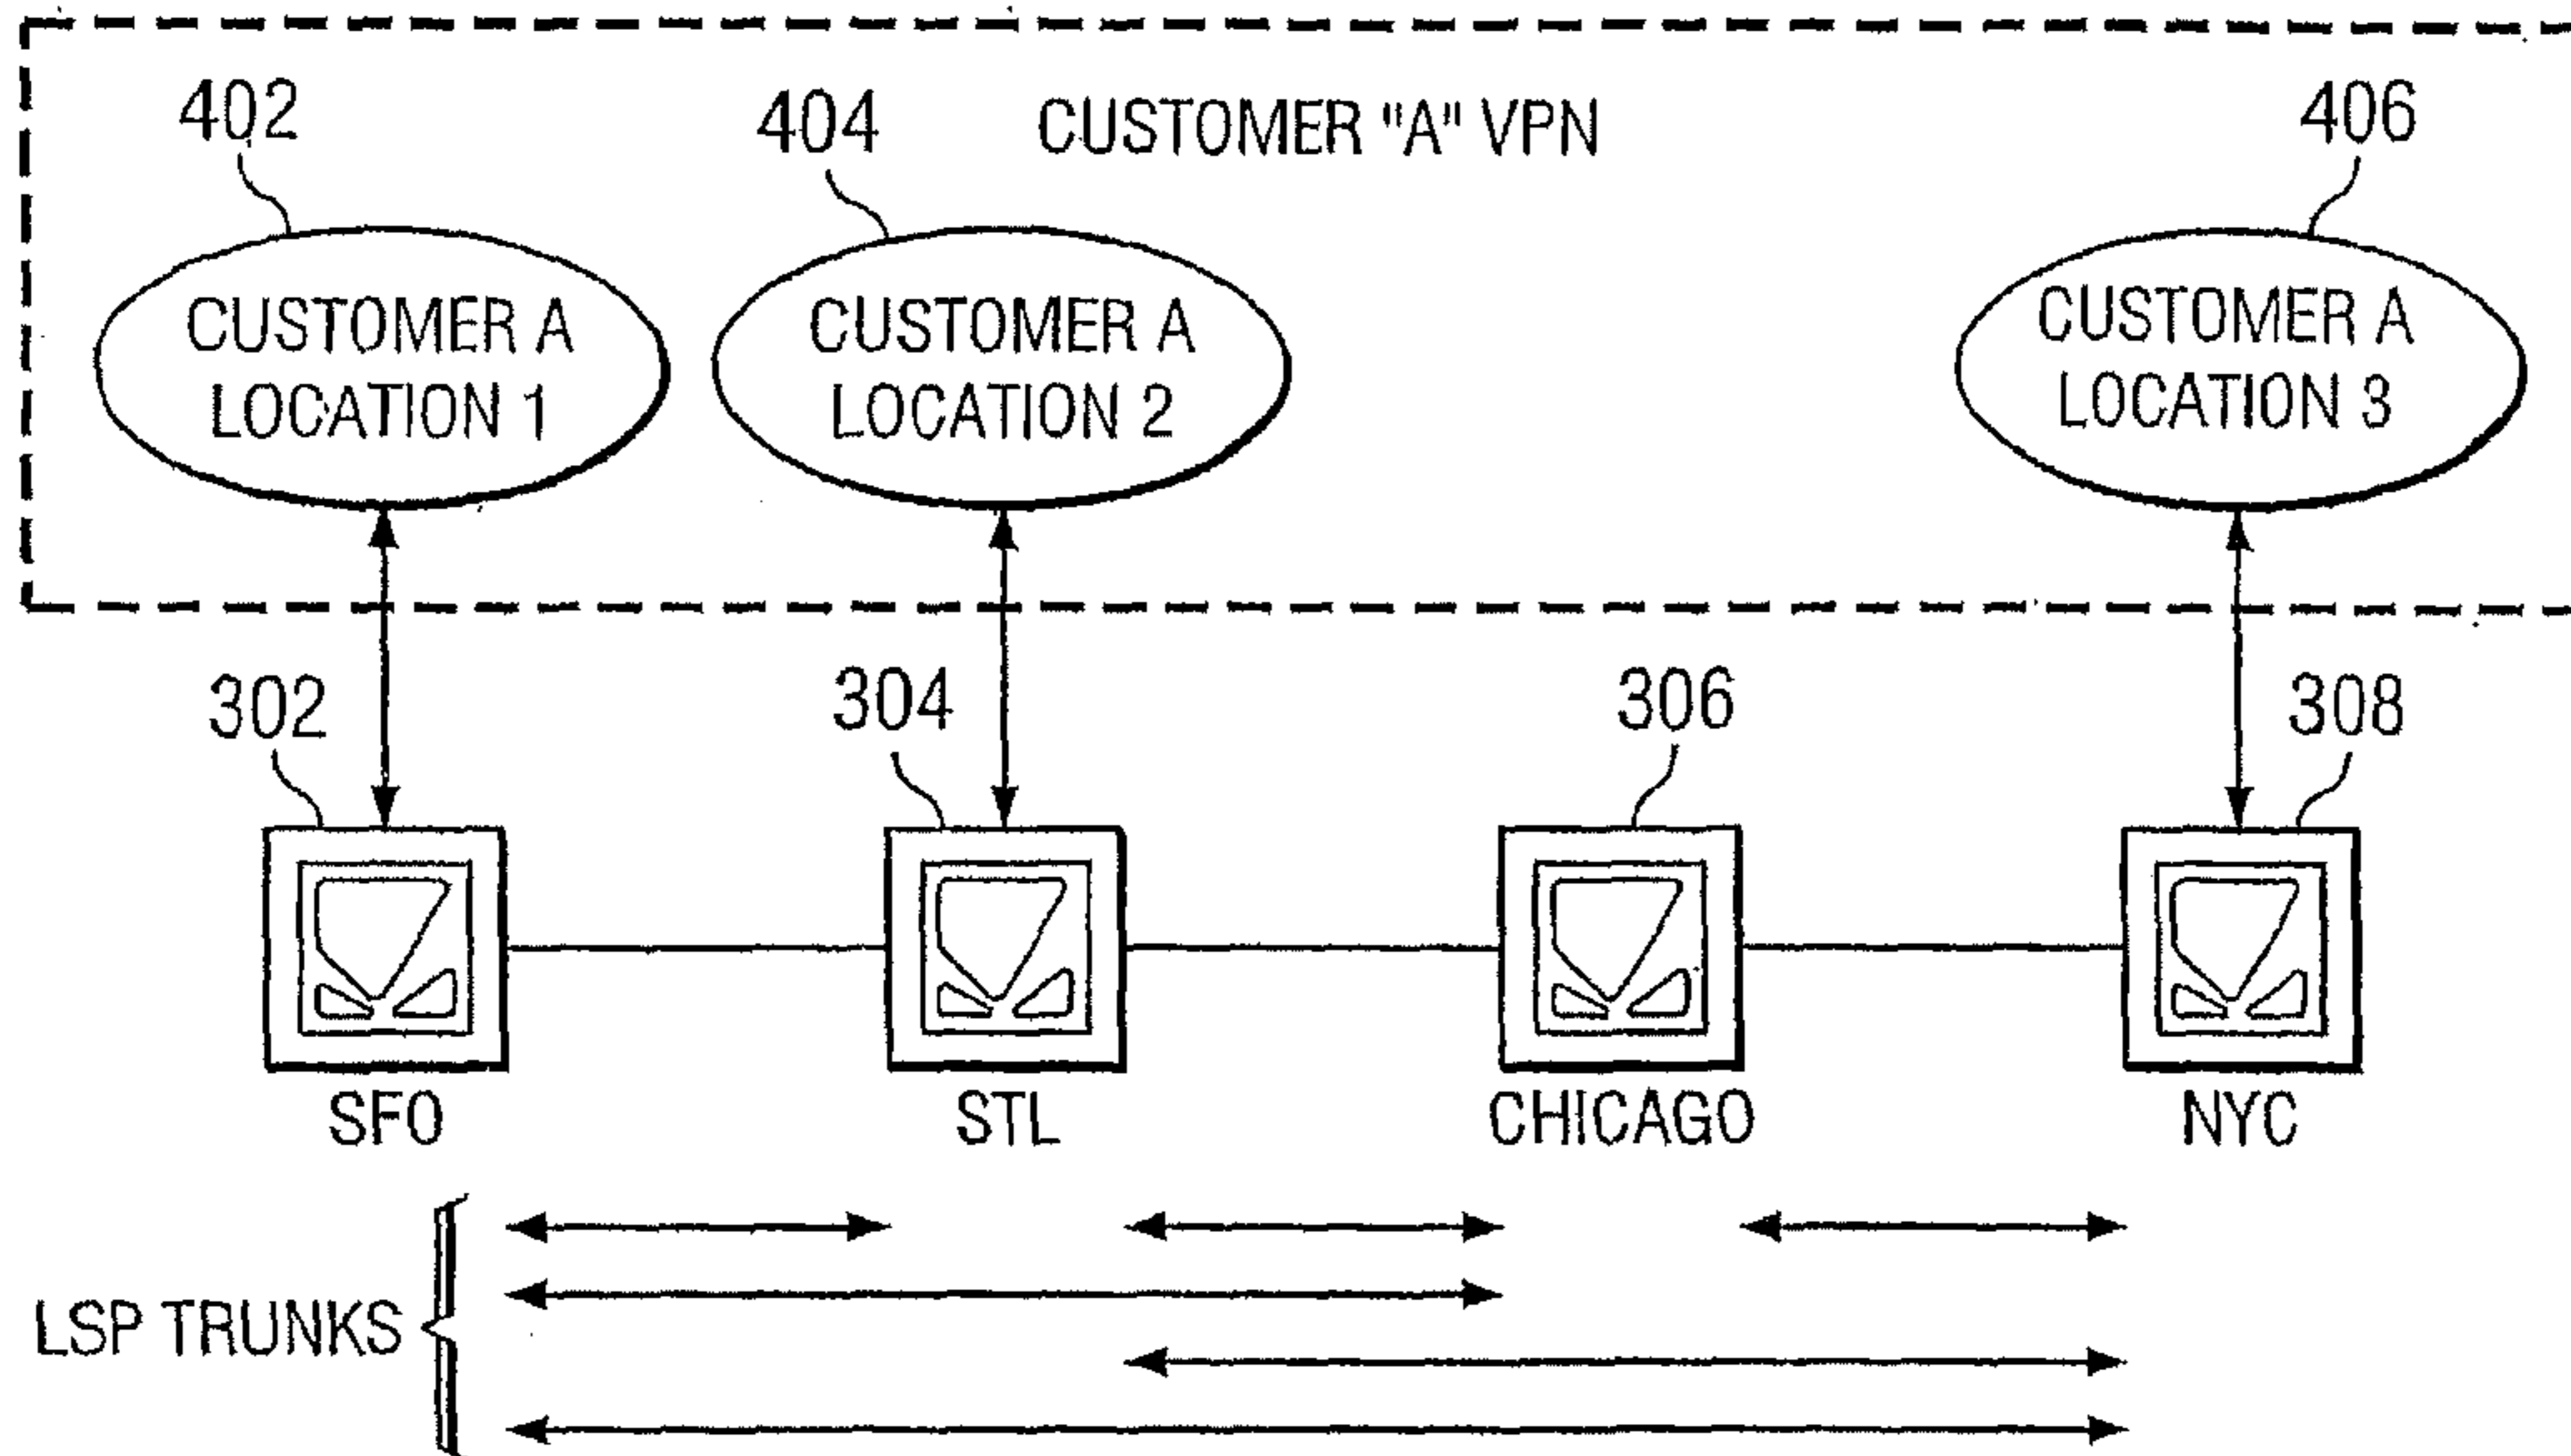 402
404
CUSTOMER "A" VPN
406
CUSTOMER A
LOCATION 1
CUSTOMER A
LOCATION 2
CUSTOMER A
LOCATION 3
302
304
306
308
SFO
STL
CHICAGO
NYC
LSP TRUNKS